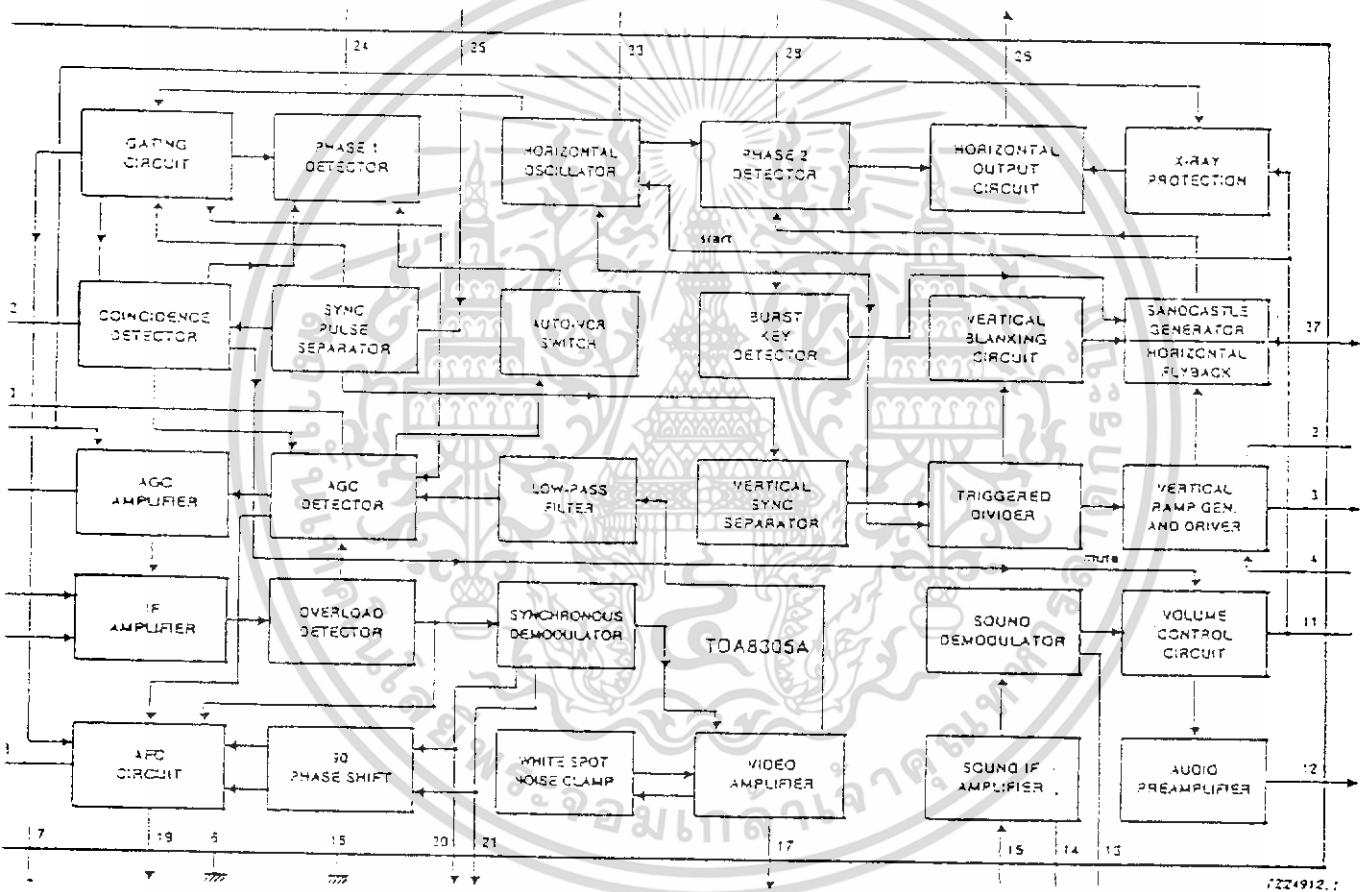 24
25
23
28
26
GATING
CIRCUIT
PHASE 1
DETECTOR
HORIZONTAL
OSCILLATOR
PHASE 2
DETECTOR
HORIZONTAL
OUTPUT
CIRCUIT
X-RAY
PROTECTION
start
2
COINCIDENCE
DETECTOR
SYNC
PULSE
SEPARATOR
AUTO-VCR
SWITCH
BURST
KEY
DETECTOR
VERTICAL
BLANKING
CIRCUIT
SANDCASTLE
GENERATOR
HORIZONTAL
FLYBACK
27
1
2
AGC
AMPLIFIER
AGC
DETECTOR
LOW-PASS
FILTER
VERTICAL
SYNC
SEPARATOR
TRIGGERED
DIVIDER
VERTICAL
RAMP GEN.
AND DRIVER
3
mute
4
IF
AMPLIFIER
OVERLOAD
DETECTOR
SYNCHRONOUS
DEMODULATOR
TDA8305A
SOUND
DEMODULATOR
VOLUME
CONTROL
CIRCUIT
11
AFC
CIRCUIT
90
PHASE SHIFT
WHITE SPOT
NOISE CLAMP
VIDEO
AMPLIFIER
SOUND IF
AMPLIFIER
AUDIO
PREAMPLIFIER
12
7
19
6
16
20
21
17
15
14
13
7Z24912.1